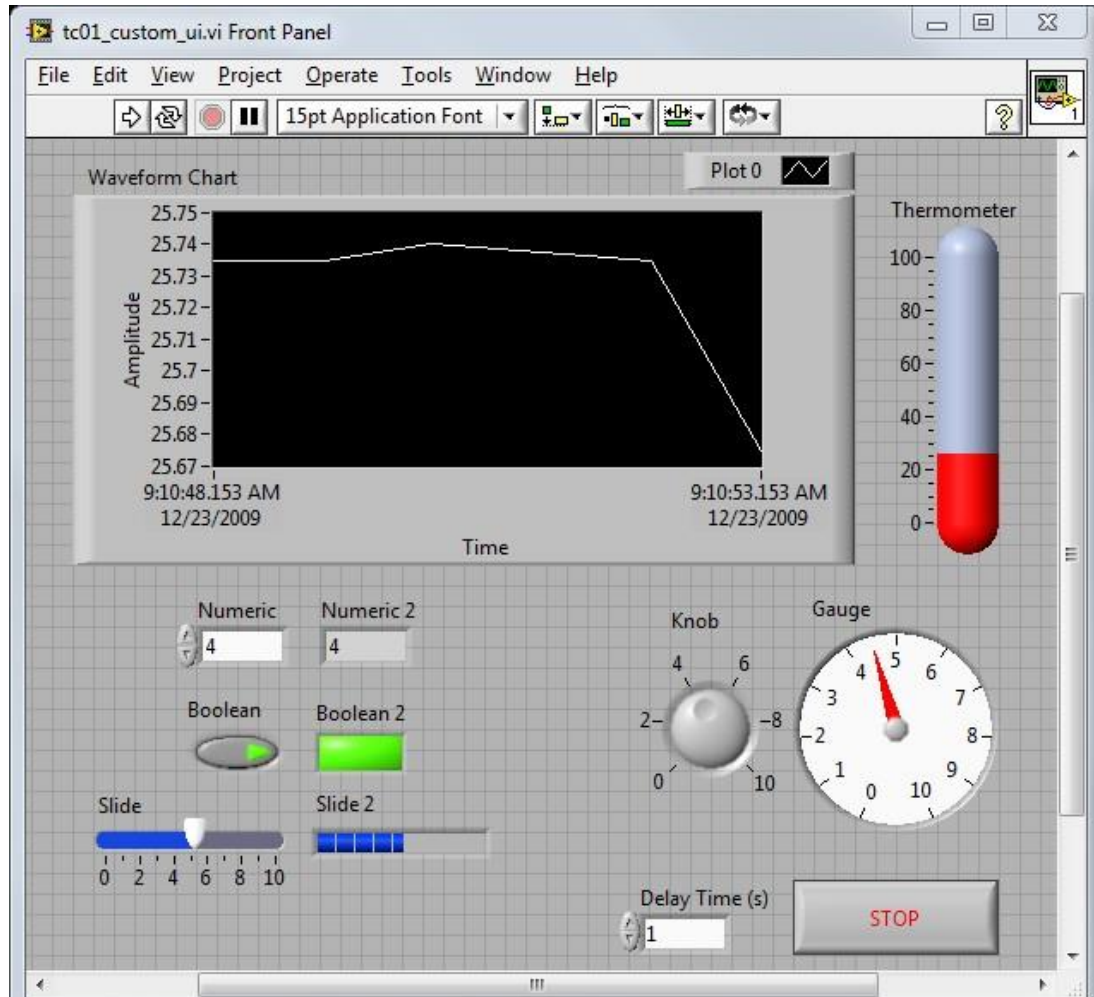 tc01_custom_ui.vi Front Panel
File Edit View Project Operate Tools Window Help
15pt Application Font
?
1
Waveform Chart
Plot 0
Amplitude
25.75
25.74
25.73
25.72
25.71
25.7
25.69
25.68
25.67
9:10:48.153 AM
12/23/2009
9:10:53.153 AM
12/23/2009
Time
Thermometer
100
80
60
40
20
0
Numeric
4
Numeric 2
4
Boolean
Boolean 2
Slide
0 2 4 6 8 10
Slide 2
Knob
0 2 4 6 8 10
Gauge
0 1 2 3 4 5 6 7 8 9 10
Delay Time (s)
1
STOP